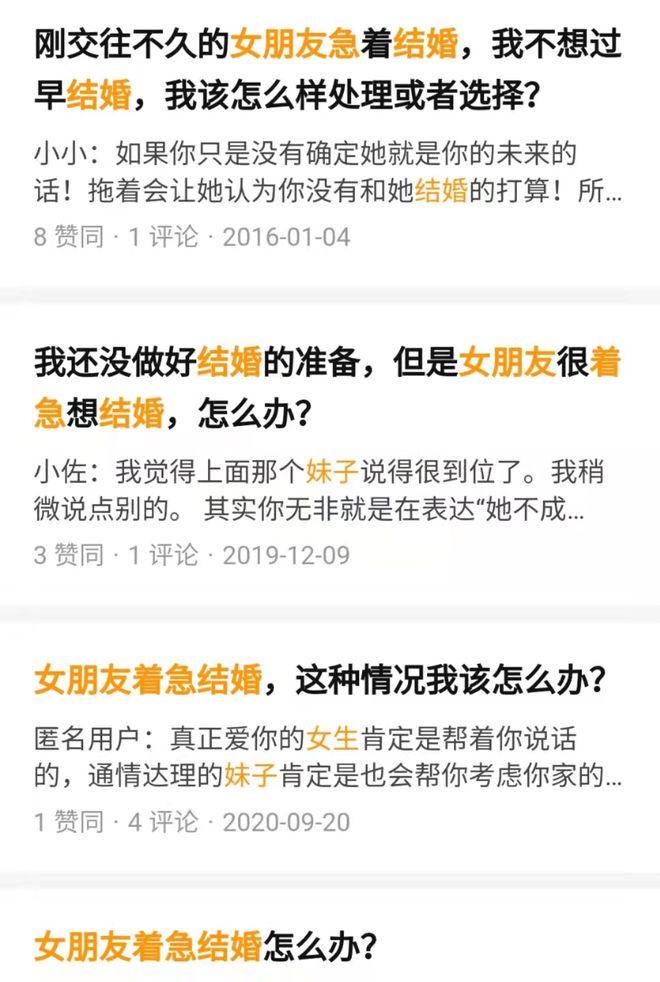 刚交往不久的女朋友急着结婚，我不想过
早结婚，我该怎么样处理或者选择？
小小：如果你只是没有确定她就是你的未来的
话！拖着会让她认为你没有和她结婚的打算！所...
8 赞同 · 1 评论 · 2016-01-04
我还没做好结婚的准备，但是女朋友很着
急想结婚，怎么办？
小佐：我觉得上面那个妹子说得很到位了。我稍
微说点别的。 其实你无非就是在表达“她不成...
3 赞同 · 1 评论 · 2019-12-09
女朋友着急结婚，这种情况我该怎么办？
匿名用户：真正爱你的女生肯定是帮着你说话
的，通情达理的妹子肯定是也会帮你考虑你家的...
1 赞同 · 4 评论 · 2020-09-20
女朋友着急结婚怎么办？